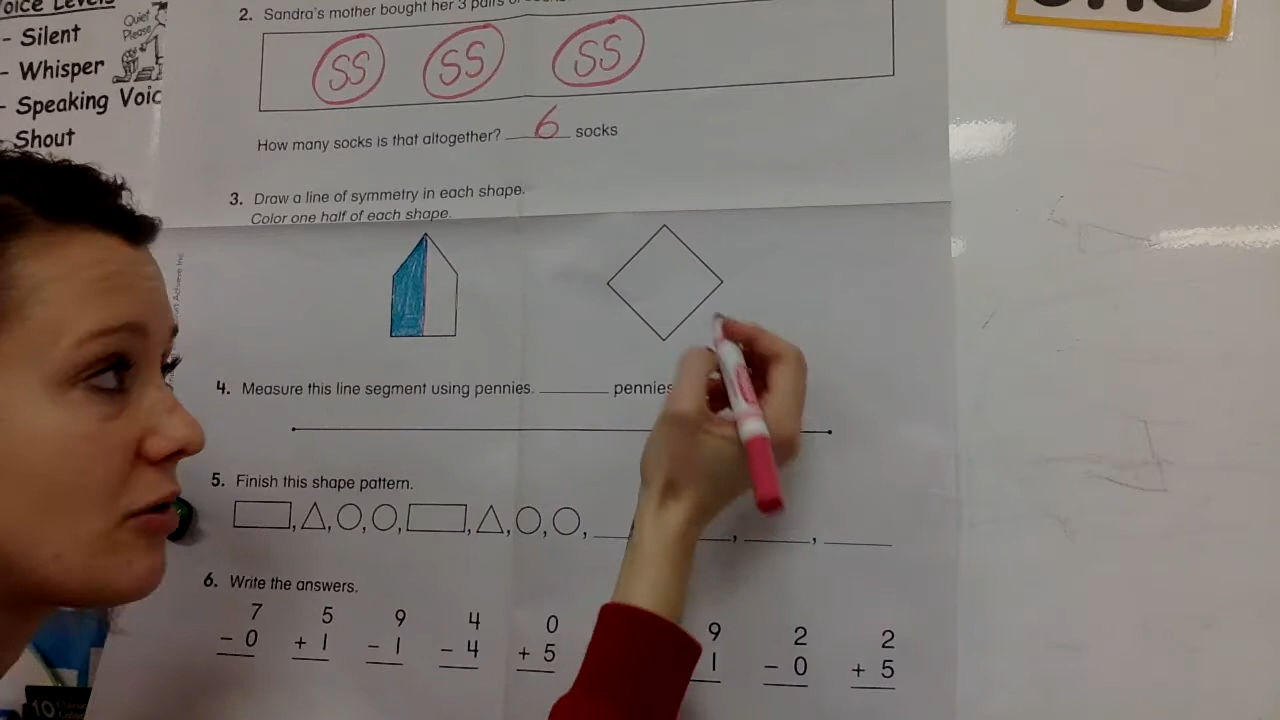 - Silent
- Whisper
- Speaking Voic
- Shout
Quiet
Please
2. Sandra's mother bought her 3 pairs
SS SS SS
How many socks is that altogether? 6 socks
3. Draw a line of symmetry in each shape.
Color one half of each shape.
4. Measure this line segment using pennies. ________ pennies
5. Finish this shape pattern.
6. Write the answers.
7 5 9 4 0 9 2 2
- 0 + 1 - 1 - 4 + 5 1 - 0 + 5
10